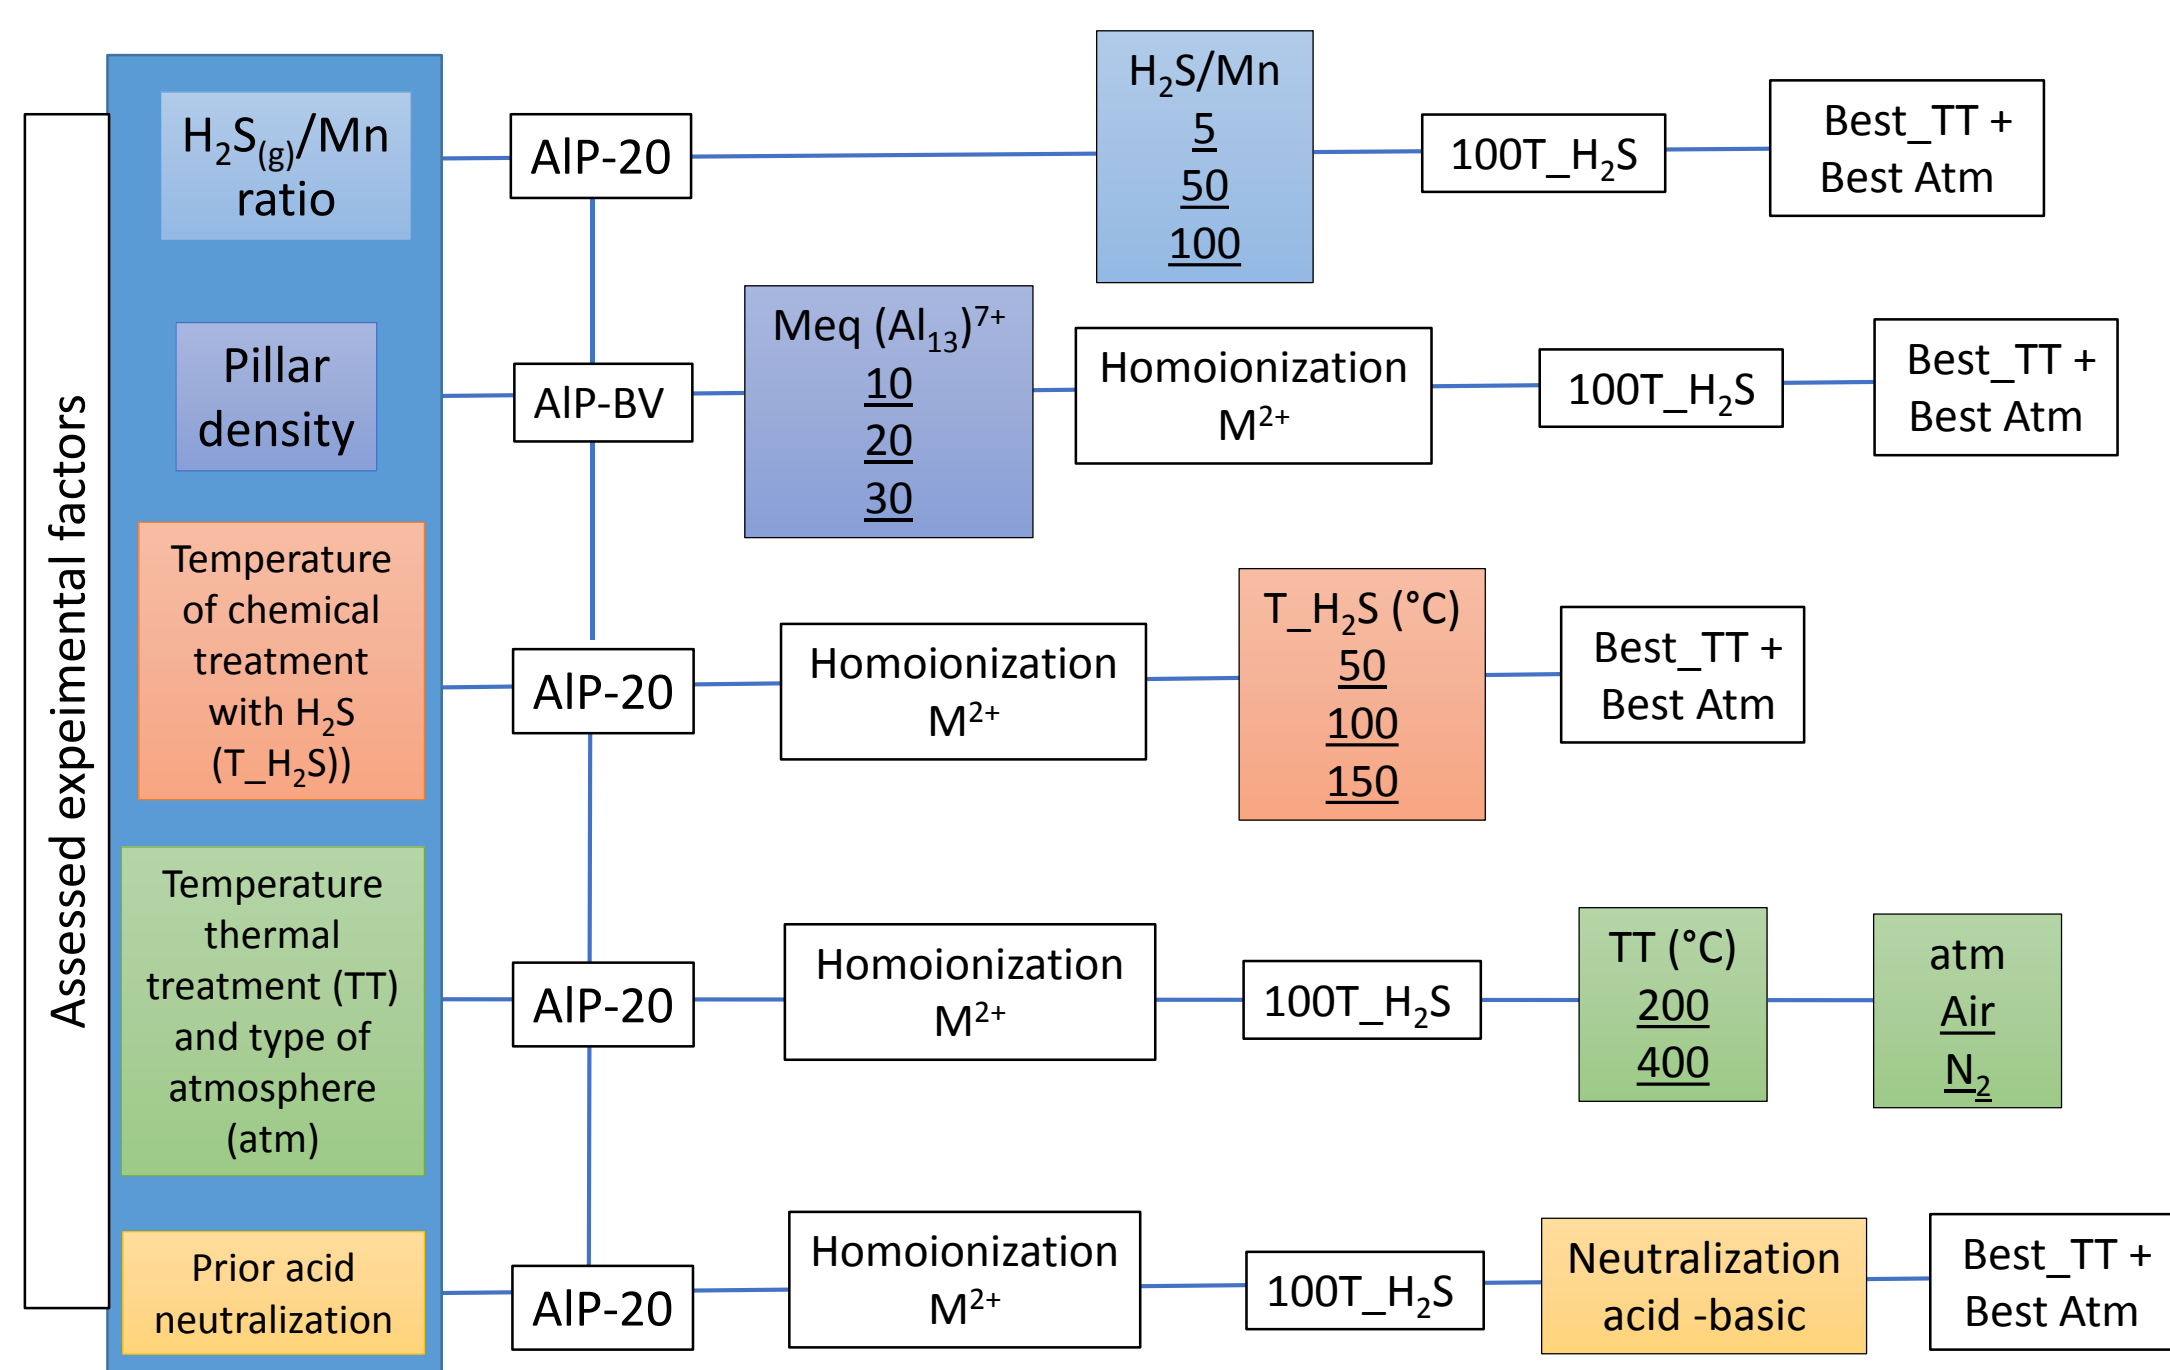 Assessed expeimental factors
H₂S₍g₎/Mn
ratio
AlP-20
H₂S/Mn
5
50
100
100T_H₂S
Best_TT +
Best Atm
Pillar
density
AlP-BV
Meq (Al₁₃)⁷⁺
10
20
30
Homoionization
M²⁺
100T_H₂S
Best_TT +
Best Atm
Temperature
of chemical
treatment
with H₂S
(T_H₂S))
AlP-20
Homoionization
M²⁺
T_H₂S (°C)
50
100
150
Best_TT +
Best Atm
Temperature
thermal
treatment (TT)
and type of
atmosphere
(atm)
AlP-20
Homoionization
M²⁺
100T_H₂S
TT (°C)
200
400
atm
Air
N₂
Prior acid
neutralization
AlP-20
Homoionization
M²⁺
100T_H₂S
Neutralization
acid -basic
Best_TT +
Best Atm